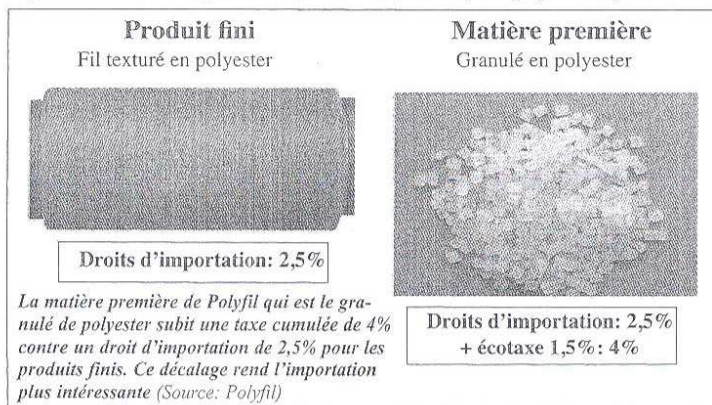 Produit fini
Fil texturé en polyester
Droits d'importation: 2,5%
La matière première de Polyfil qui est le gra-
nulé de polyester subit une taxe cumulée de 4%
contre un droit d'importation de 2,5% pour les
produits finis. Ce décalage rend l'importation
plus intéressante (Source: Polyfil)
Matière première
Granulé en polyester
Droits d'importation: 2,5%
+ écotaxe 1,5%: 4%